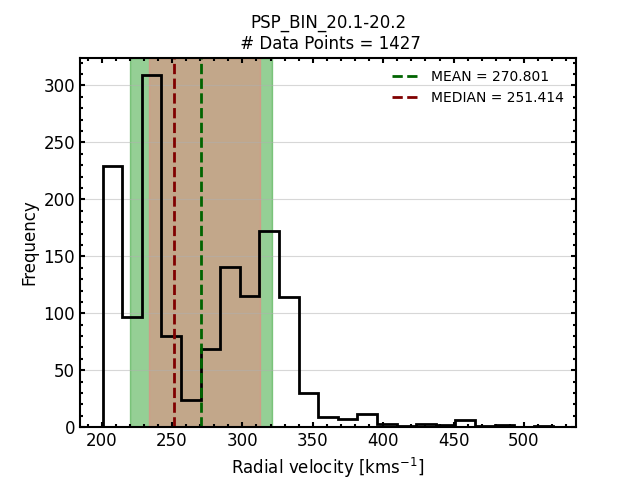 PSP_BIN_20.1-20.2
# Data Points = 1427
MEAN = 270.801
MEDIAN = 251.414
300
250
200
150
100
50
0
Frequency
200 250 300 350 400 450 500
Radial velocity [kms⁻¹]